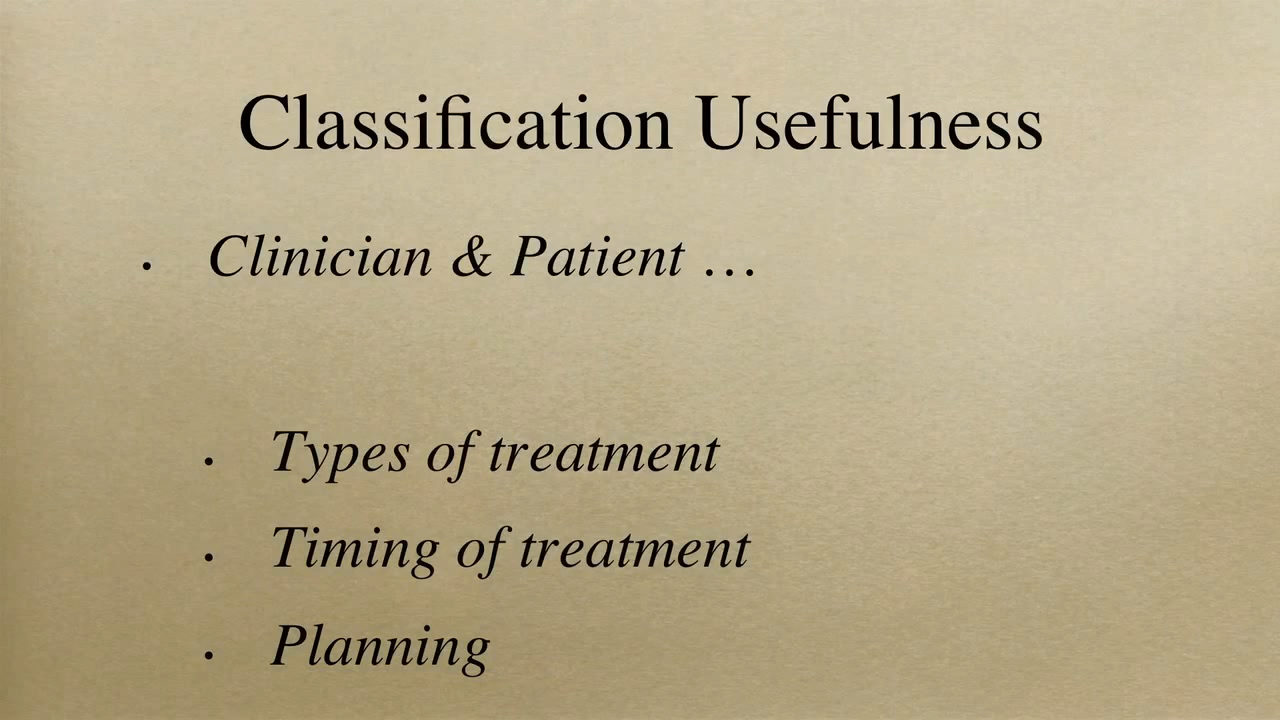 Classification Usefulness
• Clinician & Patient …
• Types of treatment
• Timing of treatment
• Planning